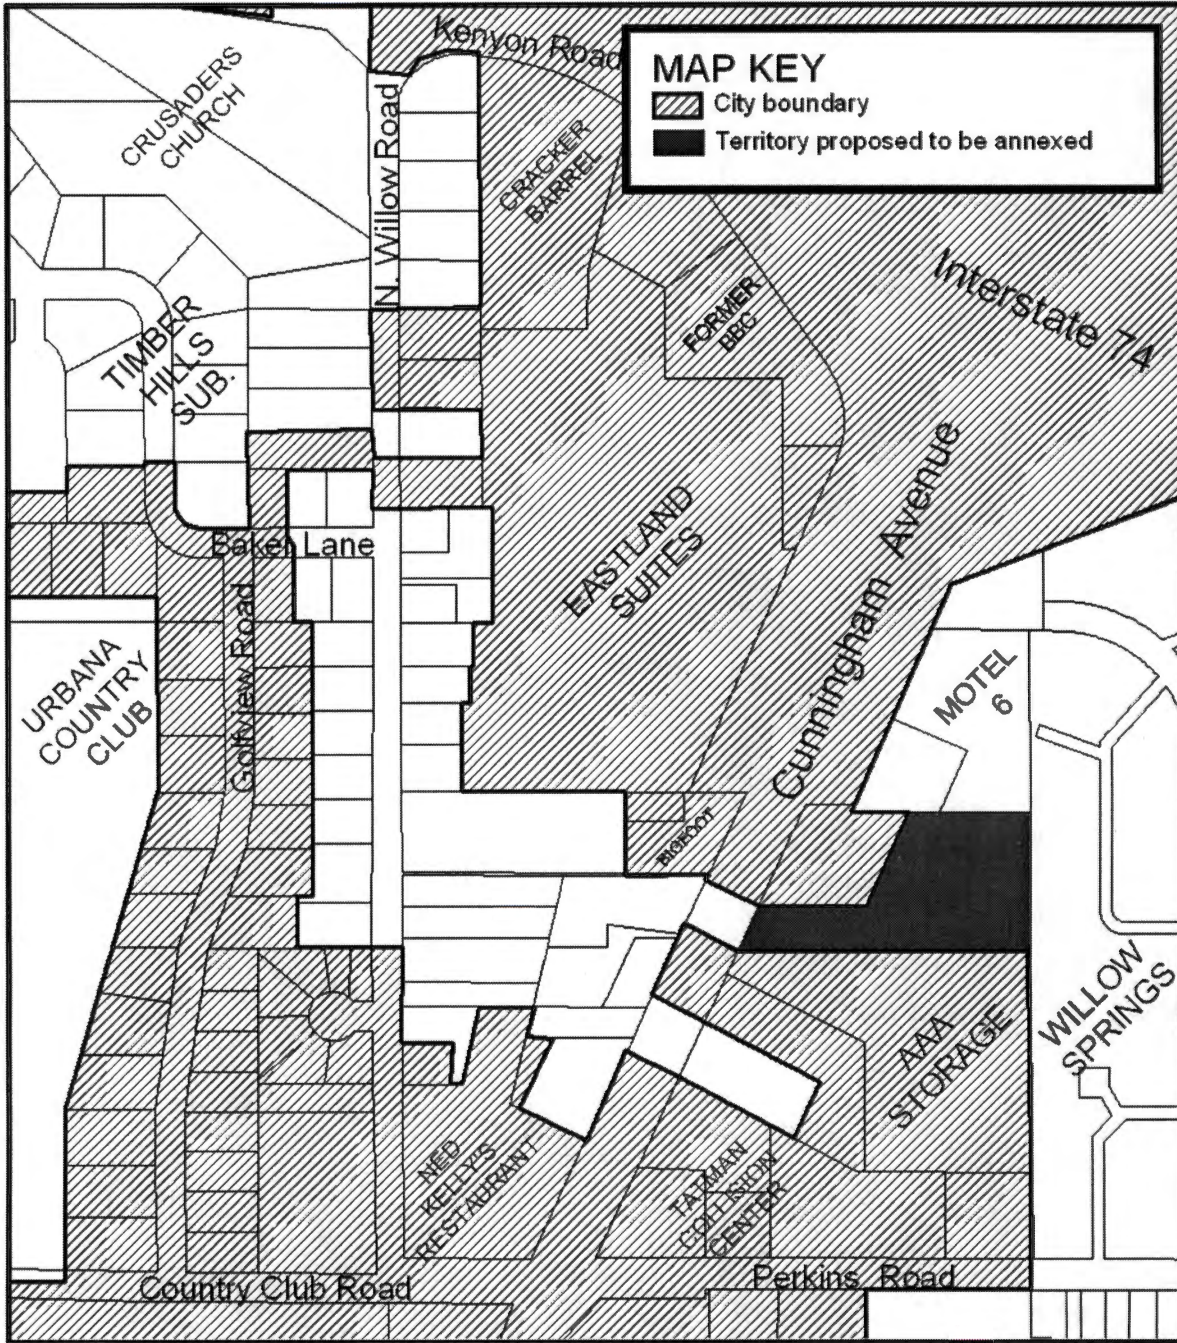 Kenyon Road
MAP KEY
City boundary
Territory proposed to be annexed
CRUSADERS
CHURCH
N. Willow Road
CRACKER
BARREL
Interstate 74
FORMER
BBC
TIMBER
HILLS
SUB.
Cunningham Avenue
EASTLAND
SUITES
Baker Lane
Golfview Road
URBANA
COUNTRY
CLUB
MOTEL
6
BIGFOOT
WILLOW
SPRINGS
AAA
STORAGE
NED
KELLY'S
RESTAURANT
TATMAN
COLLISION
CENTER
Country Club Road
Perkins Road